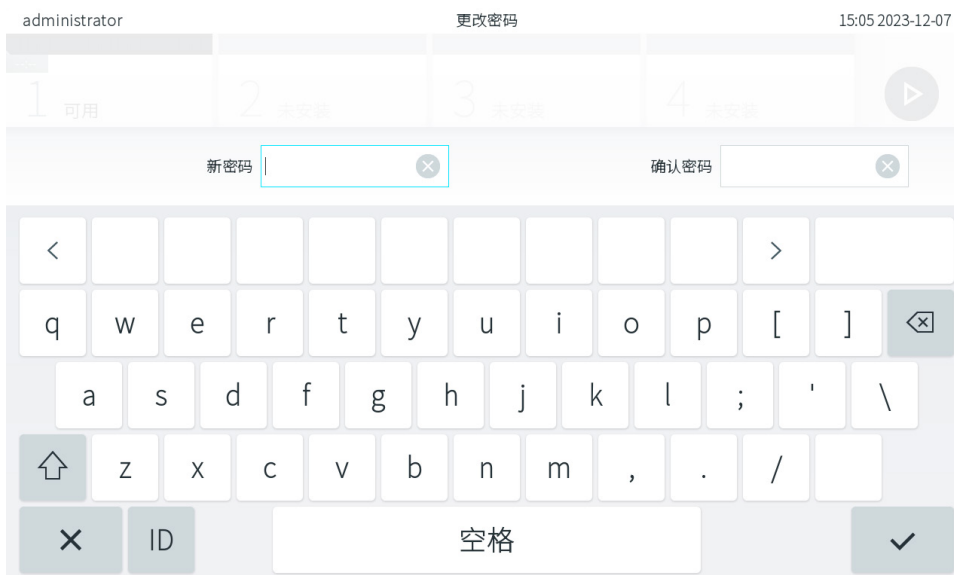 administrator 更改密码 15:05 2023-12-07
1 可用 2 未安装 3 未安装 4 未安装
新密码 确认密码
< >
q w e r t y u i o p [ ]
a s d f g h j k l ; ' \
z x c v b n m , . /
ID 空格